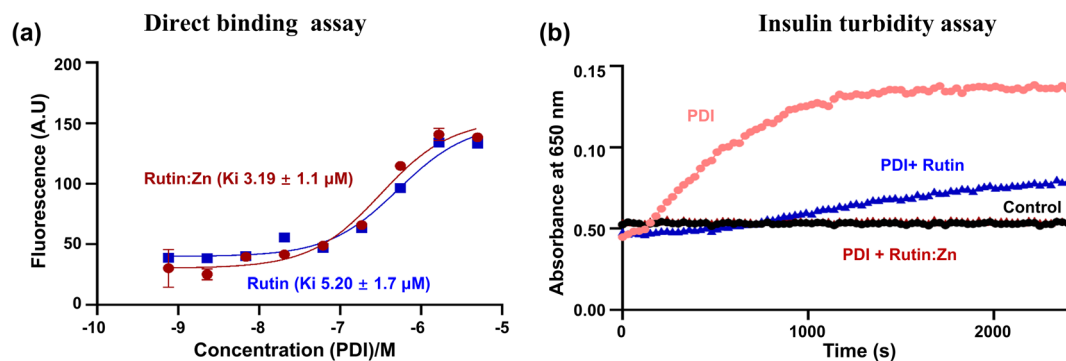 (a)
Direct binding assay
Fluorescence (A.U)
200
150
100
50
0
Rutin:Zn (Ki 3.19 ± 1.1 µM)
Rutin (Ki 5.20 ± 1.7 µM)
-10
-9
-8
-7
-6
-5
Concentration (PDI)/M
(b)
Insulin turbidity assay
Absorbance at 650 nm
0.15
0.10
0.50
0.00
PDI
PDI+ Rutin
Control
PDI + Rutin:Zn
0
1000
2000
Time (s)